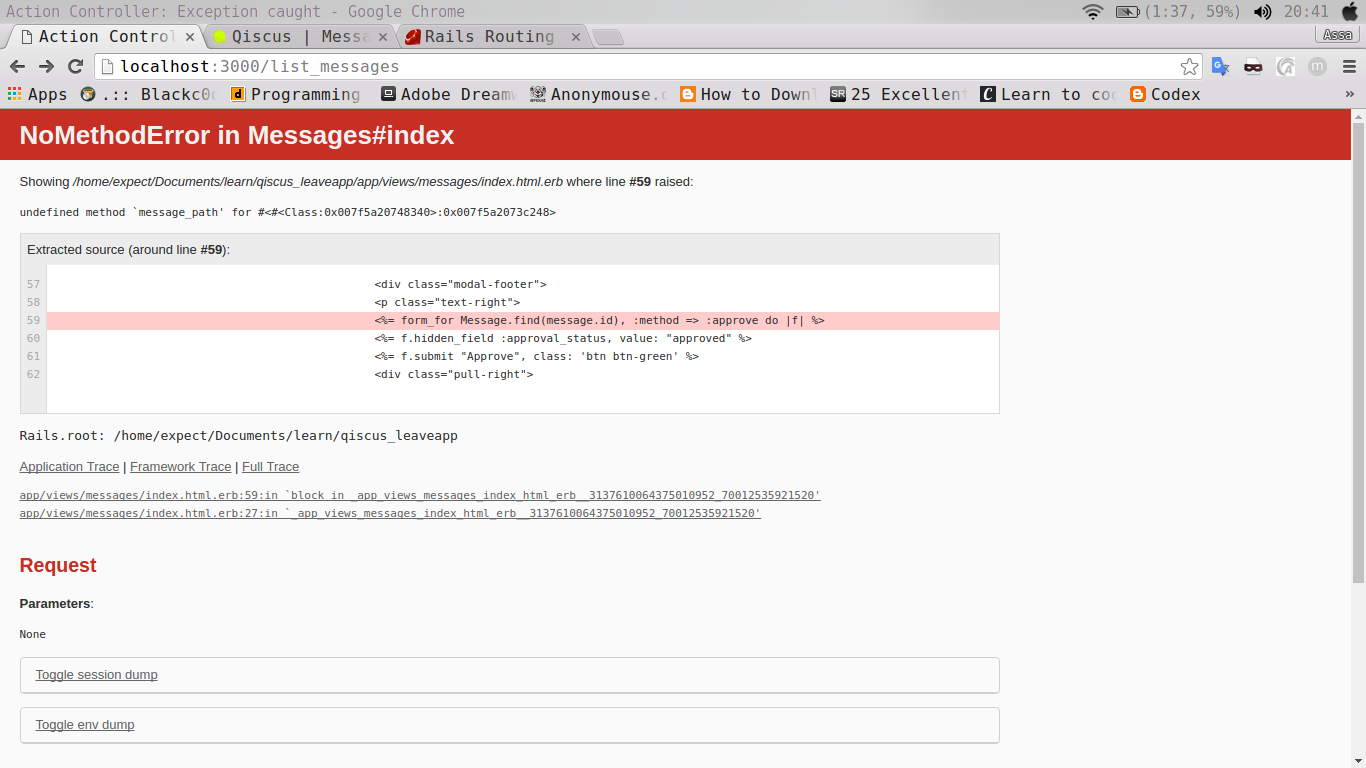 Action Controller: Exception caught - Google Chrome
(1:37, 59%) 20:41
Action Control
Qiscus | Messa
Rails Routing
Assa
localhost:3000/list_messages
Apps
.:: Blackc0d
Programming
Adobe Dreamw
Anonymouse.o
How to Downl
25 Excellent
Learn to cod
Codex
»
NoMethodError in Messages#index
Showing /home/expect/Documents/learn/qiscus_leaveapp/app/views/messages/index.html.erb where line #59 raised:
undefined method `message_path' for #<#<Class:0x007f5a20748340>:0x007f5a2073c248>
Extracted source (around line #59):
57 <div class="modal-footer">
58 <p class="text-right">
59 <%= form_for Message.find(message.id), :method => :approve do |f| %>
60 <%= f.hidden_field :approval_status, value: "approved" %>
61 <%= f.submit "Approve", class: 'btn btn-green' %>
62 <div class="pull-right">
Rails.root: /home/expect/Documents/learn/qiscus_leaveapp
Application Trace | Framework Trace | Full Trace
app/views/messages/index.html.erb:59:in `block in _app_views_messages_index_html_erb__3137610064375010952_70012535921520'
app/views/messages/index.html.erb:27:in `_app_views_messages_index_html_erb__3137610064375010952_70012535921520'
Request
Parameters:
None
Toggle session dump
Toggle env dump